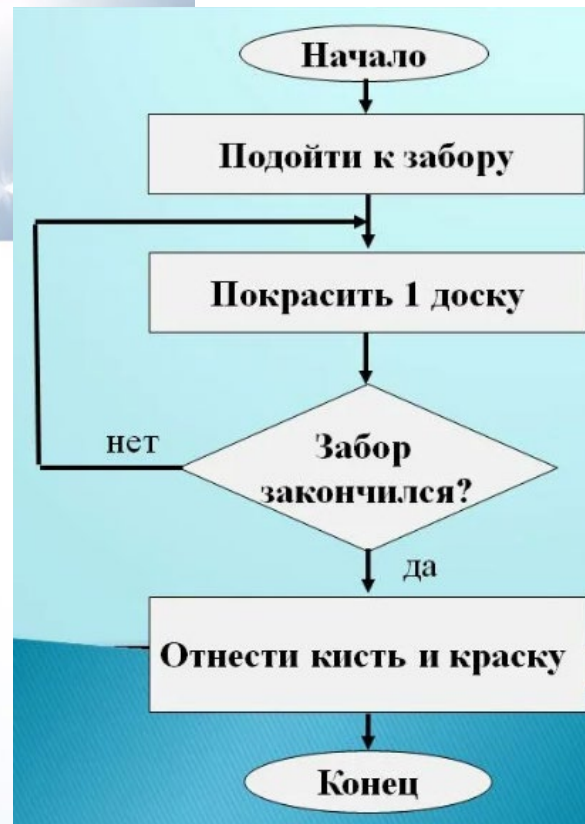 Начало
Подойти к забору
Покрасить 1 доску
нет
Забор
закончился?
да
Отнести кисть и краску
Конец